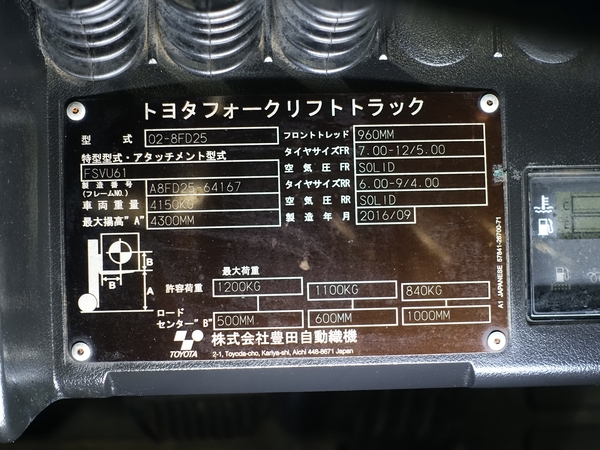 トヨタフォークリフトトラック
型 式 02-8FD25 フロントトレッド 960MM
特型型式・アタッチメント型式 タイヤサイズFR 7.00-12/5.00
FSVU61 空気圧 FR SOLID
製造番号 (フレームNO.) A8FD25-64167 タイヤサイズRR 6.00-9/4.00
車両重量 4150KG 空気圧 RR SOLID
最大揚高"A" 4300MM 製造年月 2016/09
B
B
A
最大荷重
許容荷重 1200KG 1100KG 840KG
ロード
センター"B" 500MM 600MM 1000MM
TOYOTA 株式会社豊田自動織機
2-1, Toyoda-cho, Kariya-shi, Aichi 448-8671 Japan
A1 JAPANESE 57841-26700-71